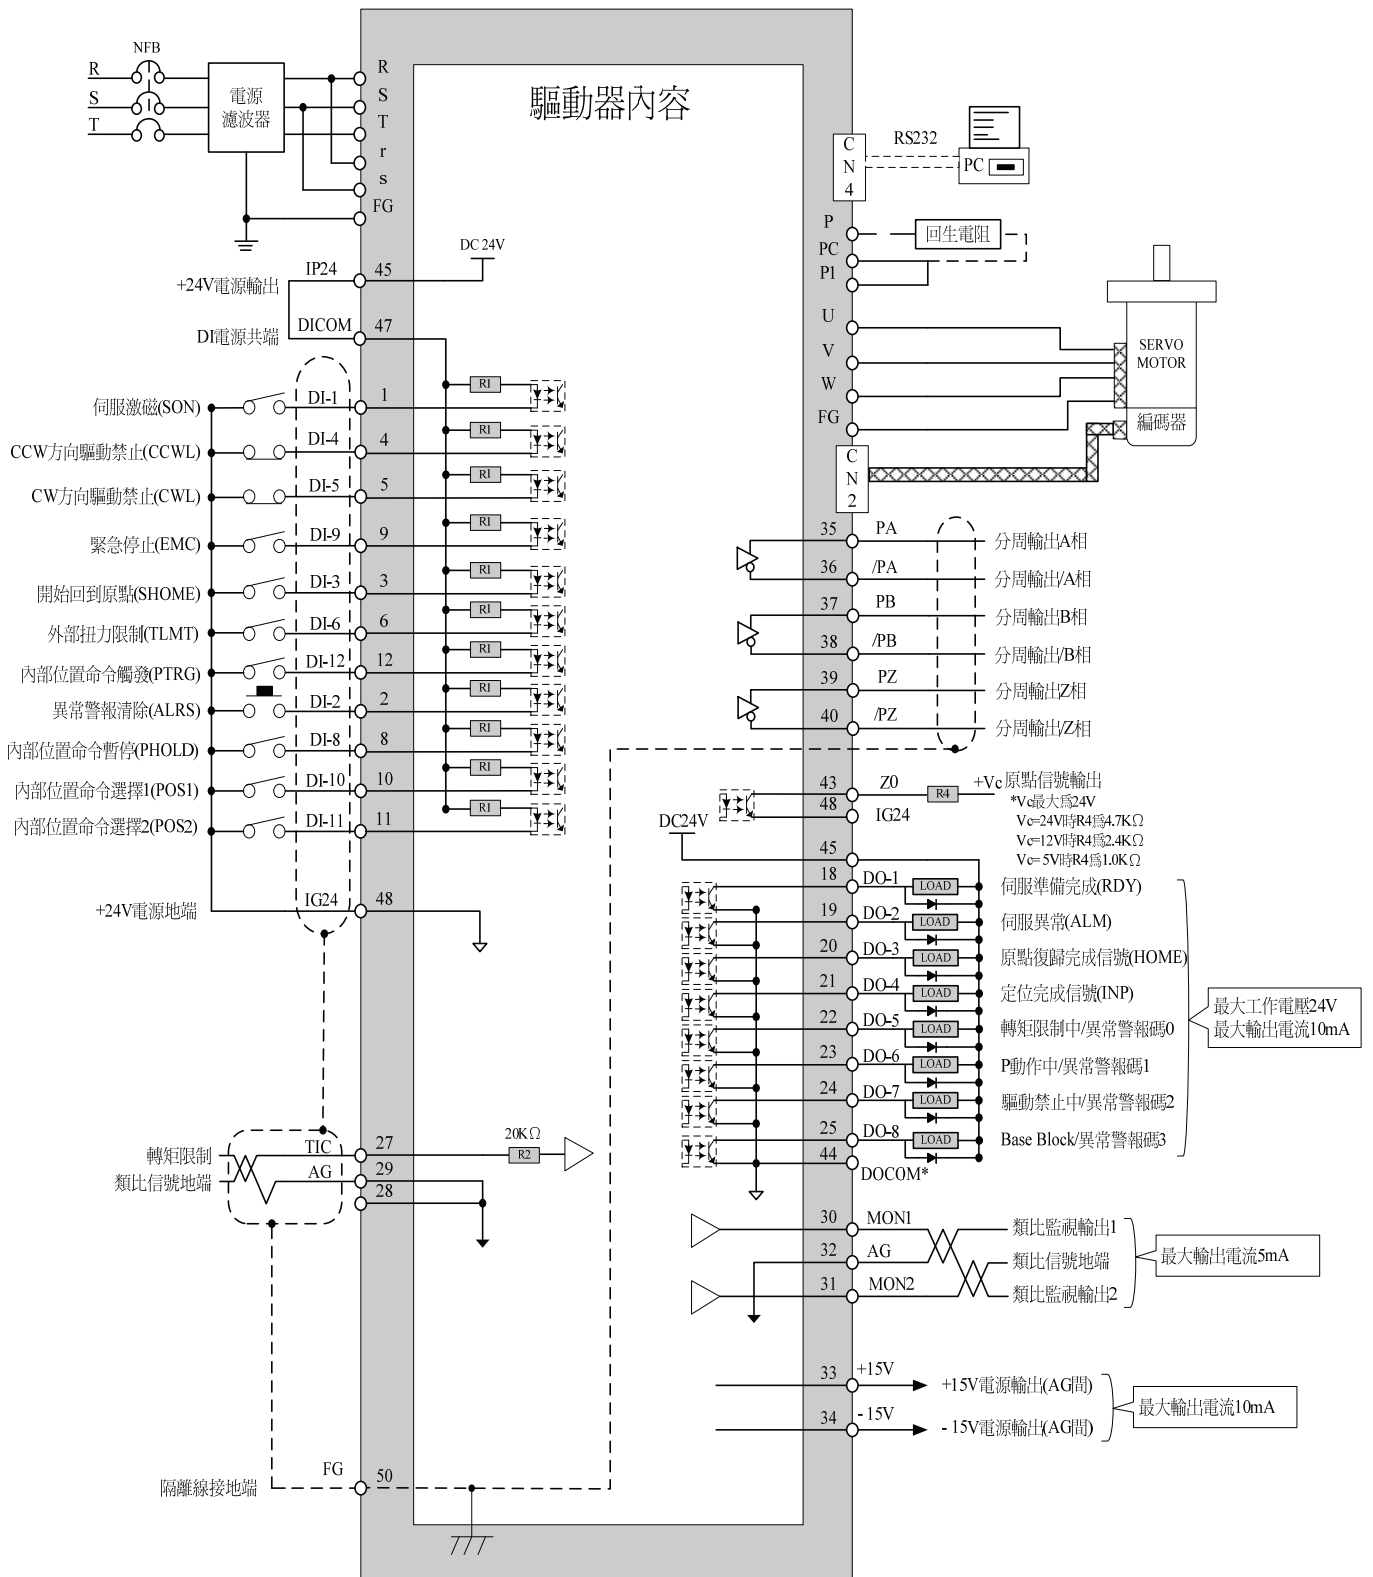 驅動器內容
NFB
R
S
T
電源
濾波器
R
S
T
r
s
FG
DC 24V
IP24
45
+24V電源輸出
DICOM
47
DI電源共端
伺服激磁(SON)
DI-1
1
R1
CCW方向驅動禁止(CCWL)
DI-4
4
R1
CW方向驅動禁止(CWL)
DI-5
5
R1
緊急停止(EMC)
DI-9
9
R1
開始回到原點(SHOME)
DI-3
3
R1
外部扭力限制(TLMT)
DI-6
6
R1
內部位置命令觸發(PTRG)
DI-12
12
R1
異常警報清除(ALRS)
DI-2
2
R1
內部位置命令暫停(PHOLD)
DI-8
8
R1
內部位置命令選擇1(POS1)
DI-10
10
R1
內部位置命令選擇2(POS2)
DI-11
11
R1
+24V電源地端
IG24
48
轉矩限制
TIC
27
20KΩ
R2
類比信號地端
AG
29
28
隔離線接地端
FG
50
C
N
4
RS232
PC
P
PC
P1
回生電阻
U
V
W
FG
SERVO
MOTOR
編碼器
C
N
2
35
PA
分周輸出A相
36
/PA
分周輸出/A相
37
PB
分周輸出B相
38
/PB
分周輸出/B相
39
PZ
分周輸出Z相
40
/PZ
分周輸出/Z相
43
Z0
R4
+Vc
原點信號輸出
48
IG24
*Vc最大爲24V
Vc=24V時R4爲4.7KΩ
Vc=12V時R4爲2.4KΩ
Vc=5V時R4爲1.0KΩ
DC24V
45
18
DO-1
LOAD
伺服準備完成(RDY)
19
DO-2
LOAD
伺服異常(ALM)
20
DO-3
LOAD
原點復歸完成信號(HOME)
21
DO-4
LOAD
定位完成信號(INP)
22
DO-5
LOAD
轉矩限制中/異常警報碼0
23
DO-6
LOAD
P動作中/異常警報碼1
24
DO-7
LOAD
驅動禁止中/異常警報碼2
25
DO-8
LOAD
Base Block/異常警報碼3
44
DOCOM*
最大工作電壓24V
最大輸出電流10mA
30
MON1
類比監視輸出1
32
AG
類比信號地端
31
MON2
類比監視輸出2
最大輸出電流5mA
33
+15V
+15V電源輸出(AG間)
34
- 15V
- 15V電源輸出(AG間)
最大輸出電流10mA